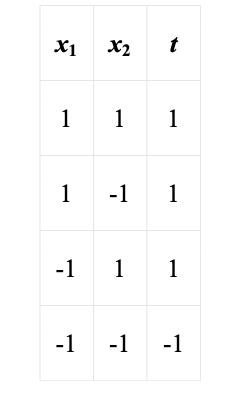 x₁ x₂ t
1 1 1
1 -1 1
-1 1 1
-1 -1 -1